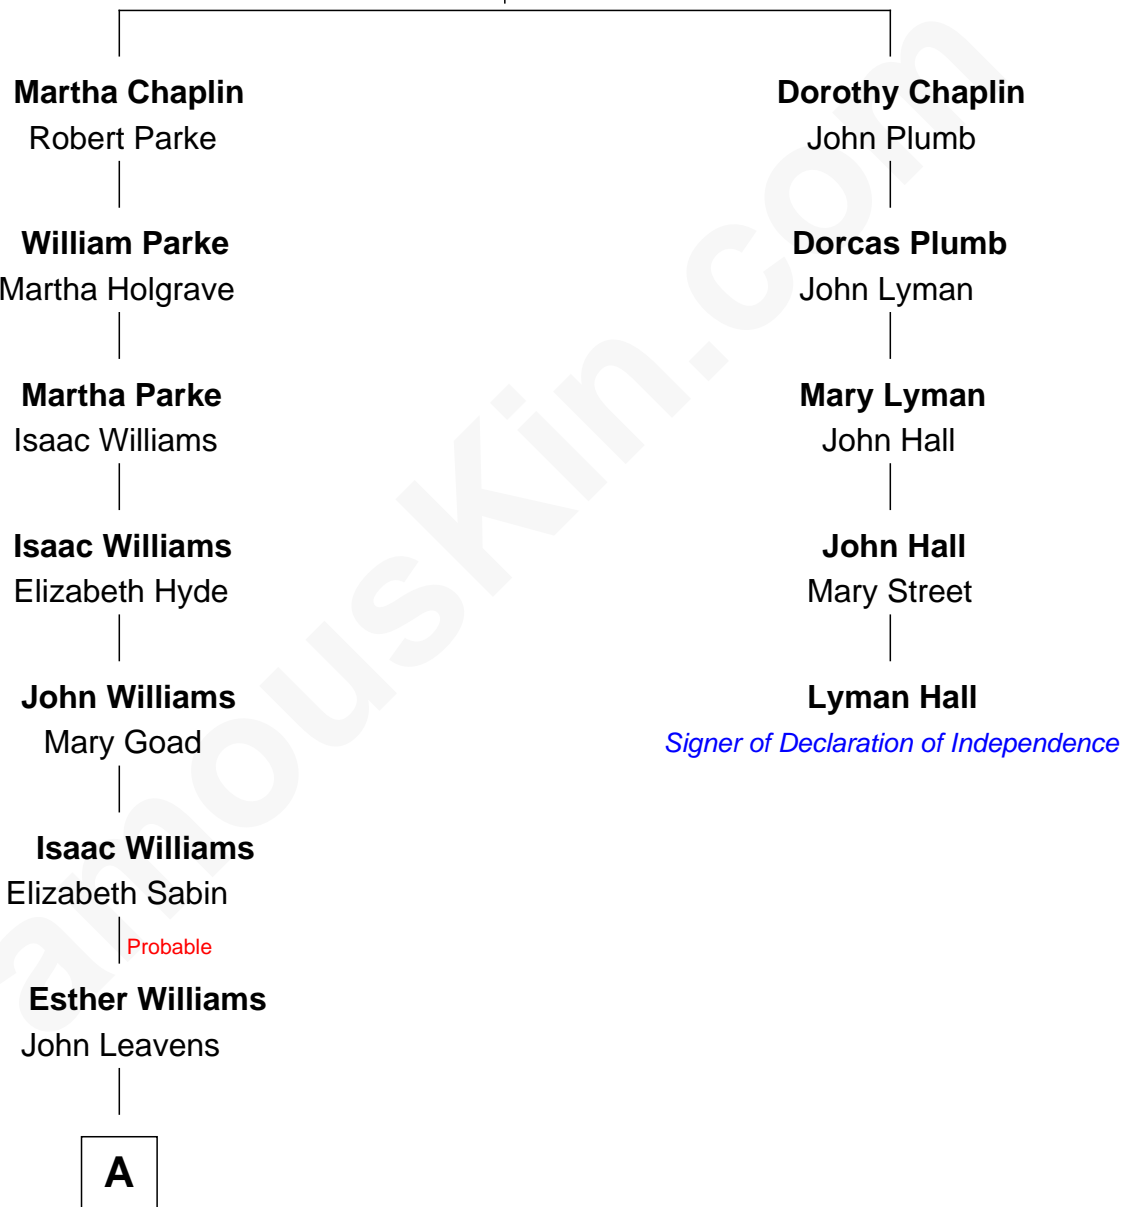 Martha Chaplin
Robert Parke
William Parke
Martha Holgrave
Martha Parke
Isaac Williams
Isaac Williams
Elizabeth Hyde
John Williams
Mary Goad
Isaac Williams
Elizabeth Sabin
Probable
Esther Williams
John Leavens
A
Dorothy Chaplin
John Plumb
Dorcas Plumb
John Lyman
Mary Lyman
John Hall
John Hall
Mary Street
Lyman Hall
Signer of Declaration of Independence
amousKin.com